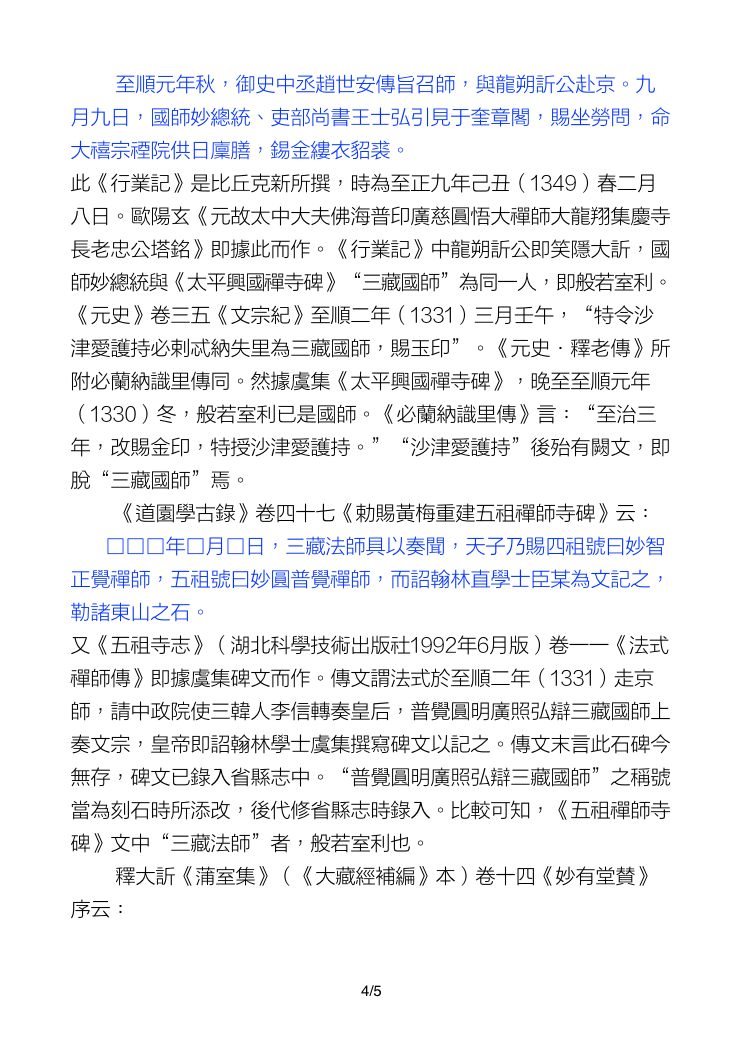 至順元年秋，御史中丞趙世安傳旨召師，與龍朔訢公赴京。九
月九日，國師妙總統、吏部尚書王士弘引見于奎章閣，賜坐勞問，命
大禧宗禋院供日廩膳，錫金縷衣貂裘。
此《行業記》是比丘克新所撰，時為至正九年己丑（1349）春二月
八日。歐陽玄《元故太中大夫佛海普印廣慈圓悟大禪師大龍翔集慶寺
長老忠公塔銘》即據此而作。《行業記》中龍朔訢公即笑隱大訢，國
師妙總統與《太平興國禪寺碑》“三藏國師”為同一人，即般若室利。
《元史》卷三五《文宗紀》至順二年（1331）三月壬午，“特令沙
津愛護持必剌忒納失里為三藏國師，賜玉印”。《元史·釋老傳》所
附必蘭納識里傳同。然據虞集《太平興國禪寺碑》，晚至至順元年
（1330）冬，般若室利已是國師。《必蘭納識里傳》言：“至治三
年，改賜金印，特授沙津愛護持。”“沙津愛護持”後殆有闕文，即
脫“三藏國師”焉。
《道園學古錄》卷四十七《勅賜黃梅重建五祖禪師寺碑》云：
□□□年□月□日，三藏法師具以奏聞，天子乃賜四祖號曰妙智
正覺禪師，五祖號曰妙圓普覺禪師，而詔翰林直學士臣某為文記之，
勒諸東山之石。
又《五祖寺志》（湖北科學技術出版社1992年6月版）卷一一《法式
禪師傳》即據虞集碑文而作。傳文謂法式於至順二年（1331）走京
師，請中政院使三韓人李信轉奏皇后，普覺圓明廣照弘辯三藏國師上
奏文宗，皇帝即詔翰林學士虞集撰寫碑文以記之。傳文末言此石碑今
無存，碑文已錄入省縣志中。“普覺圓明廣照弘辯三藏國師”之稱號
當為刻石時所添改，後代修省縣志時錄入。比較可知，《五祖禪師寺
碑》文中“三藏法師”者，般若室利也。
釋大訢《蒲室集》（《大藏經補編》本）卷十四《妙有堂贊》
序云：
4/5